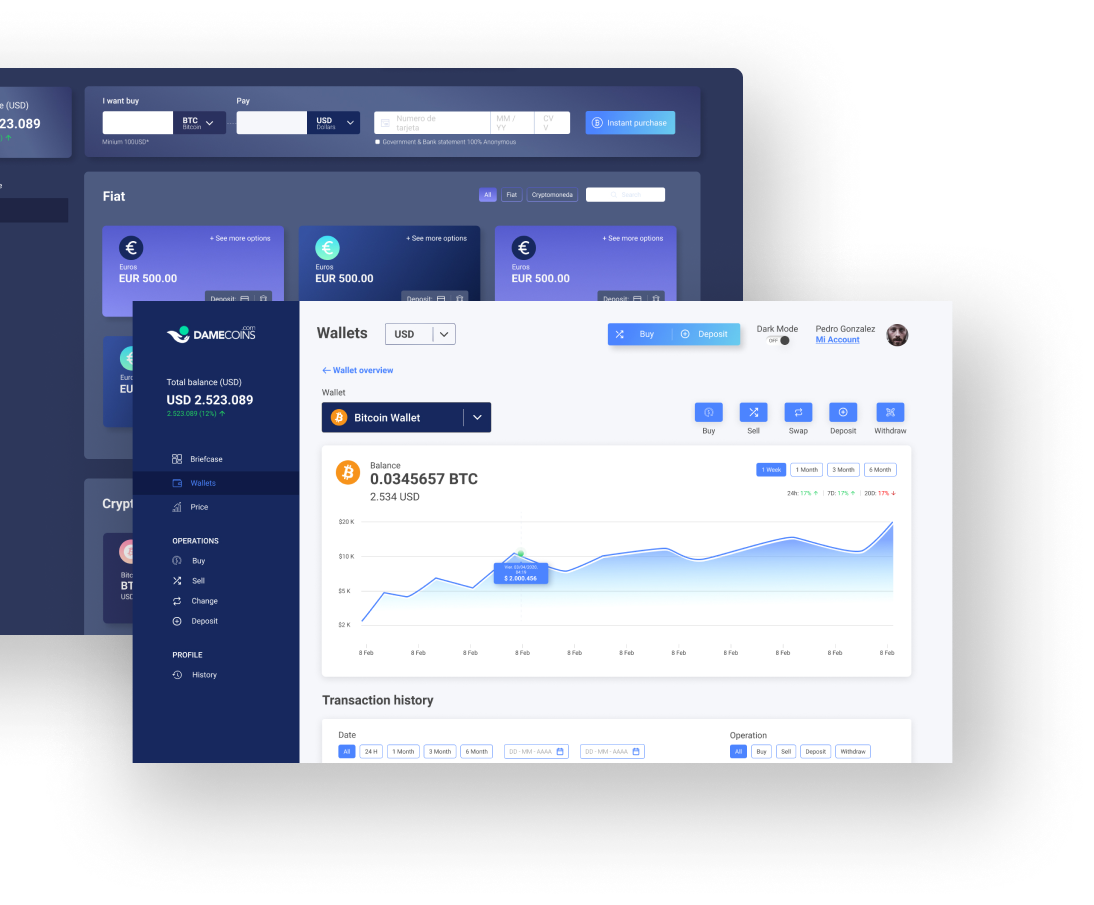 e (USD)
23.089
) ↑
e
I want buy
Pay
BTC
Bitcoin
USD
Dollars
Numero de
tarjeta
MM /
YY
CV
V
Instant purchase
Minium 100USD*
Government & Bank statement 100% Anonymous
Fiat
All
Fiat
Cryptomoneda
+ See more options
Euros
EUR 500.00
Deposit:
+ See more options
Euros
EUR 500.00
Deposit:
+ See more options
Euros
EUR 500.00
Deposit:
Euro
EU
Crypt
Bitc
BT
USD
DAMECOINS
.com
Total balance (USD)
USD 2.523.089
2.523.089 (12%) ↑
Briefcase
Wallets
Price
OPERATIONS
Buy
Sell
Change
Deposit
PROFILE
History
Wallets
USD
Buy
Deposit
Dark Mode
OFF
Pedro Gonzalez
Mi Account
← Wallet overview
Wallet
Bitcoin Wallet
Buy
Sell
Swap
Deposit
Withdraw
Balance
0.0345657 BTC
2.534 USD
1 Week
1 Month
3 Month
6 Month
24h: 17% ↑ | 7D: 17% ↑ | 20D: 17% ↓
$20 K
$10 K
$5 K
$2 K
$ 2.000.456
8 Feb 8 Feb 8 Feb 8 Feb 8 Feb 8 Feb 8 Feb 8 Feb 8 Feb 8 Feb 8 Feb
Transaction history
Date
All
24 H
1 Month
3 Month
6 Month
DD - MM - AAAA
DD - MM - AAAA
Operation
All
Buy
Sell
Deposit
Withdraw